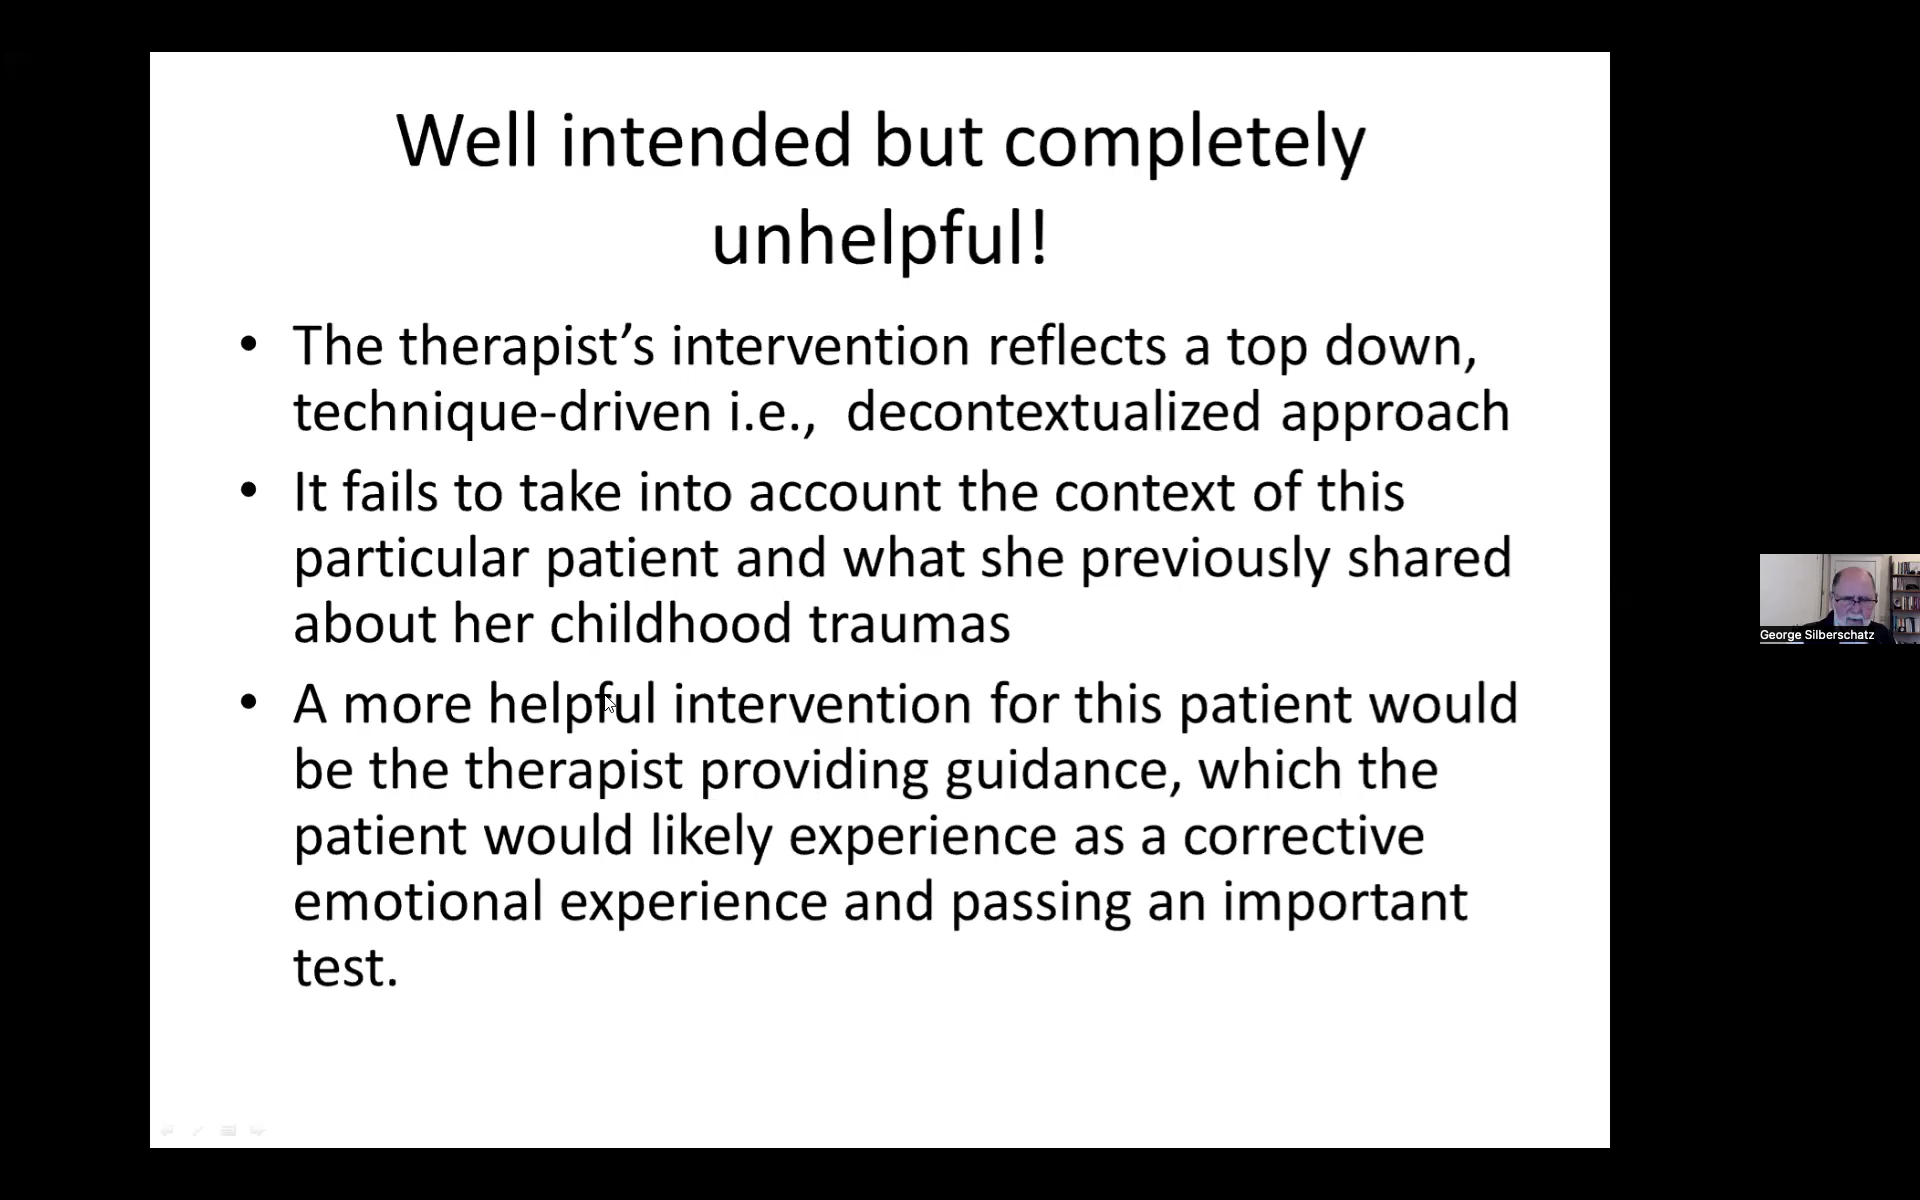 Well intended but completely
unhelpful!
• The therapist’s intervention reflects a top down,
technique-driven i.e.,  decontextualized approach
• It fails to take into account the context of this
particular patient and what she previously shared
about her childhood traumas
• A more helpful intervention for this patient would
be the therapist providing guidance, which the
patient would likely experience as a corrective
emotional experience and passing an important
test.
George Silberschatz